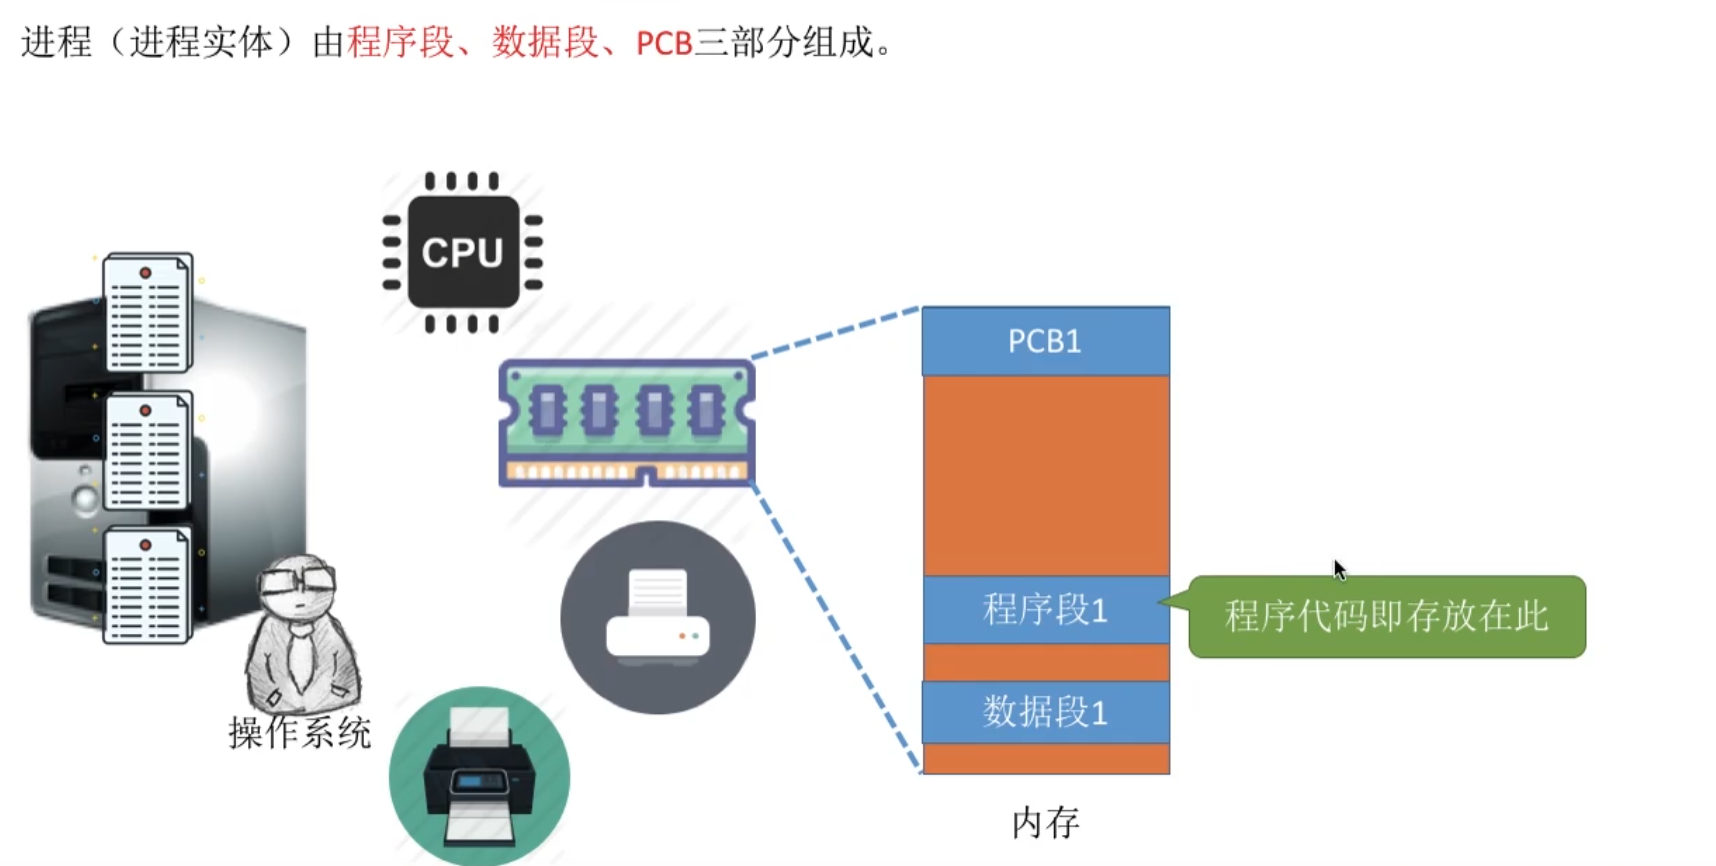 进程（进程实体）由程序段、数据段、PCB三部分组成。
CPU
PCB1
程序段1
程序代码即存放在此
数据段1
操作系统
内存